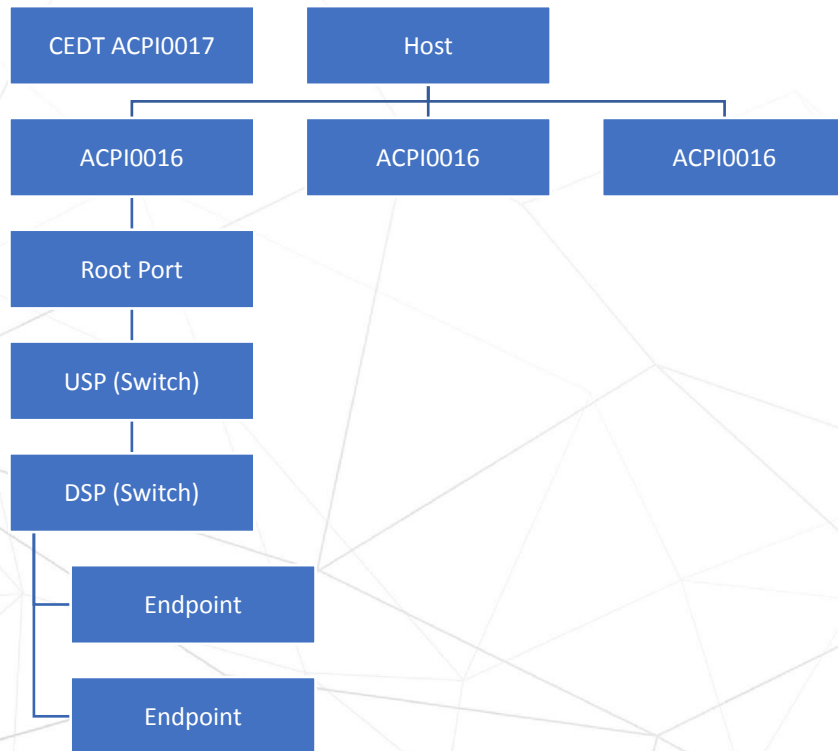 CEDT ACPI0017
Host
ACPI0016
ACPI0016
ACPI0016
Root Port
USP (Switch)
DSP (Switch)
Endpoint
Endpoint